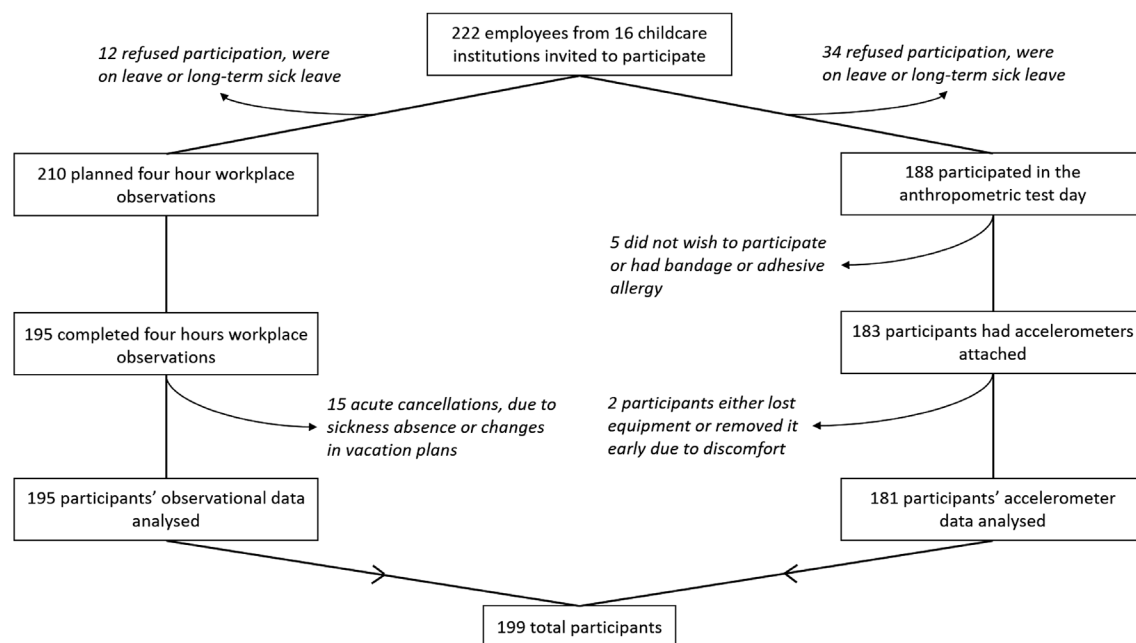 222 employees from 16 childcare
institutions invited to participate
12 refused participation, were
on leave or long-term sick leave
34 refused participation, were
on leave or long-term sick leave
210 planned four hour workplace
observations
188 participated in the
anthropometric test day
5 did not wish to participate
or had bandage or adhesive
allergy
195 completed four hours workplace
observations
183 participants had accelerometers
attached
15 acute cancellations, due to
sickness absence or changes
in vacation plans
2 participants either lost
equipment or removed it
early due to discomfort
195 participants’ observational data
analysed
181 participants’ accelerometer
data analysed
199 total participants